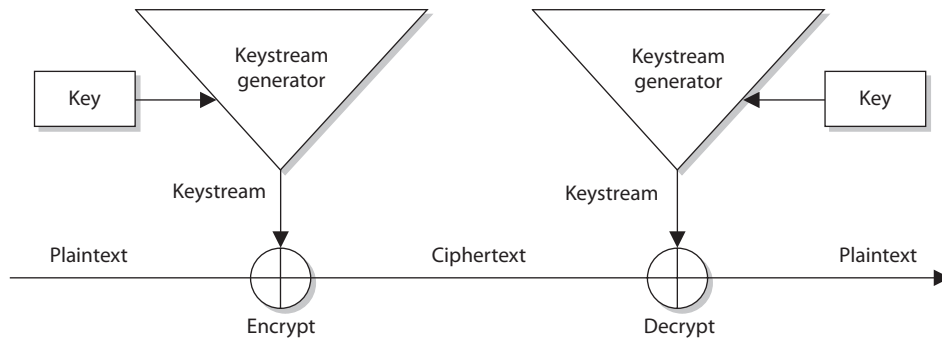 Keystream
generator
Keystream
generator
Key
Key
Keystream
Keystream
Plaintext
Ciphertext
Plaintext
Encrypt
Decrypt